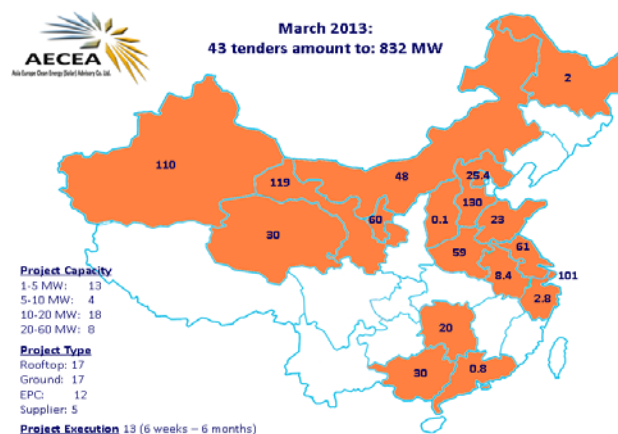 March 2013:
43 tenders amount to: 832 MW
AECEA
Asia Europe Clean Energy (Solar) Advisory Co. Ltd.
2
110
119
48
25.4
130
0.1
23
60
30
59
61
8.4
101
2.8
20
30
0.8
Project Capacity
1-5 MW: 13
5-10 MW: 4
10-20 MW: 18
20-60 MW: 8
Project Type
Rooftop: 17
Ground: 17
EPC: 12
Supplier: 5
Project Execution 13 (6 weeks – 6 months)